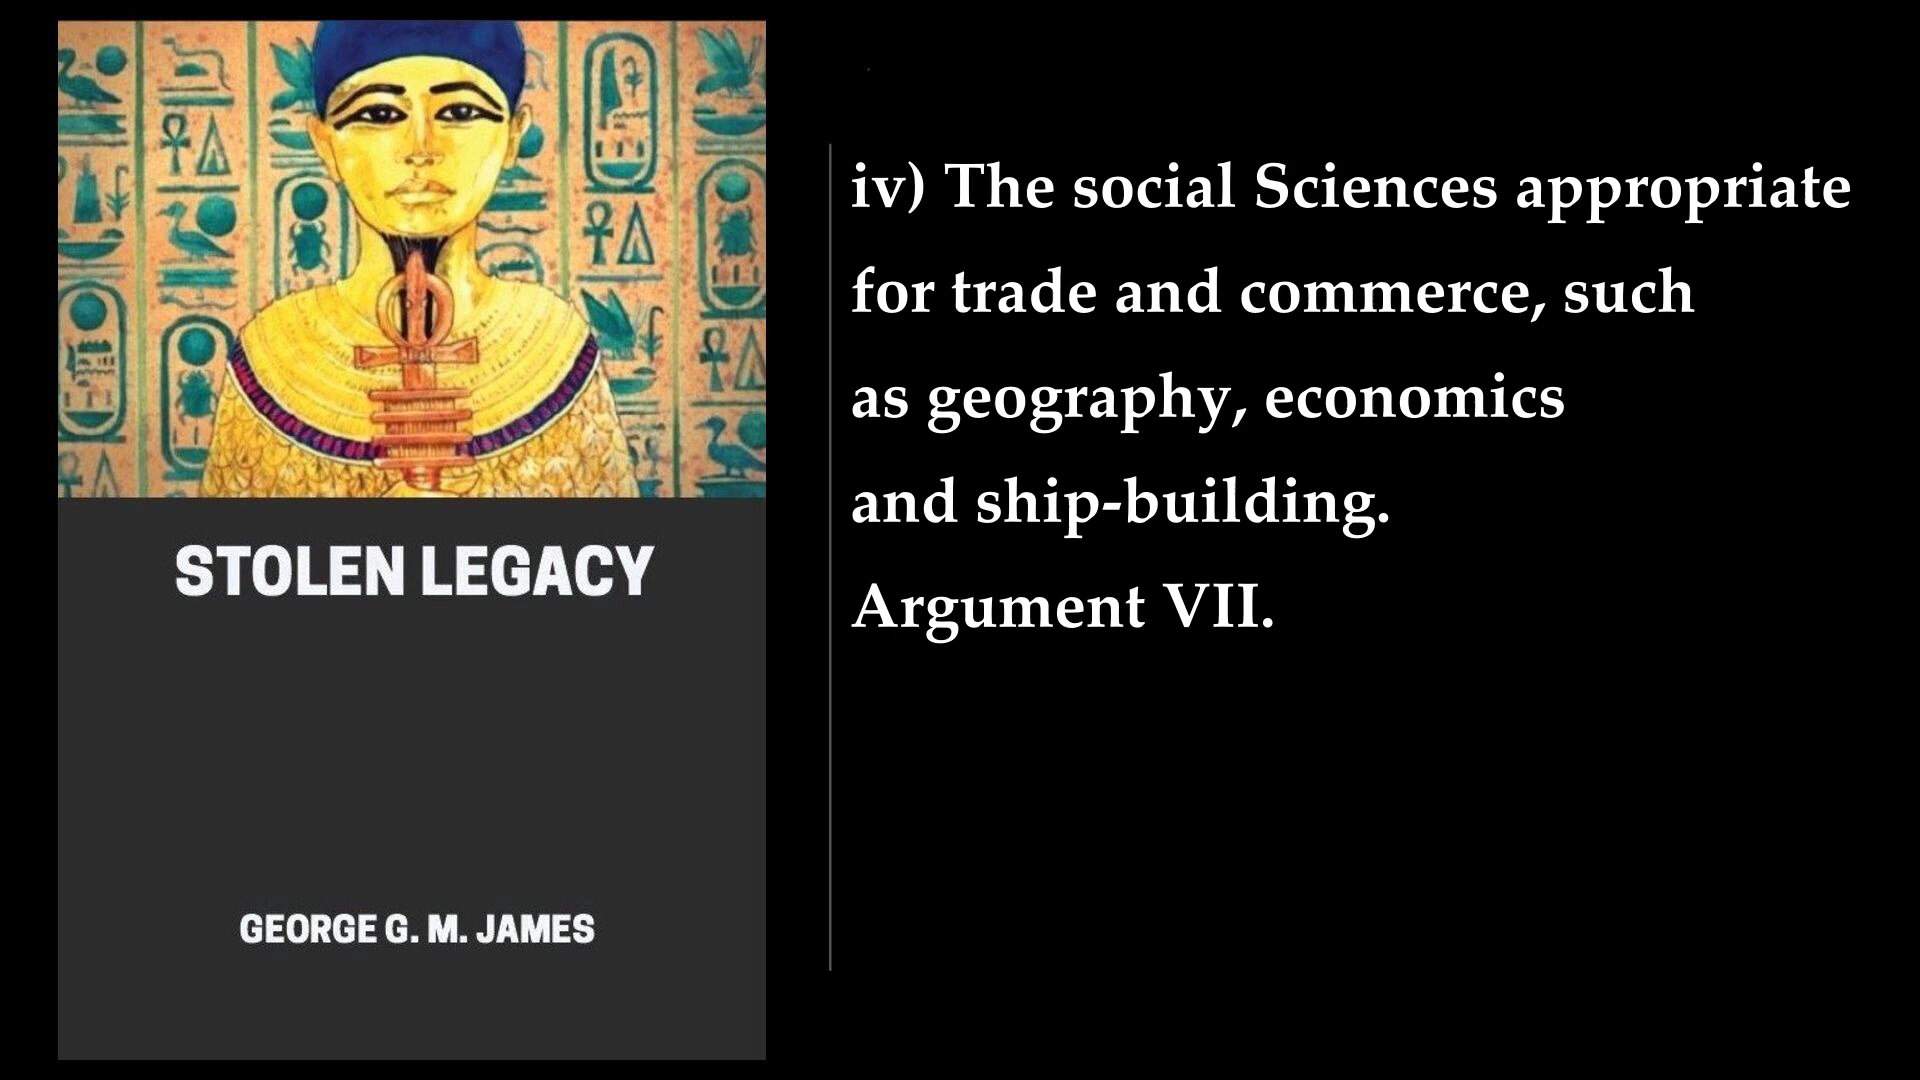 STOLEN LEGACY
GEORGE G. M. JAMES
iv) The social Sciences appropriate
for trade and commerce, such
as geography, economics
and ship-building.
Argument VII.